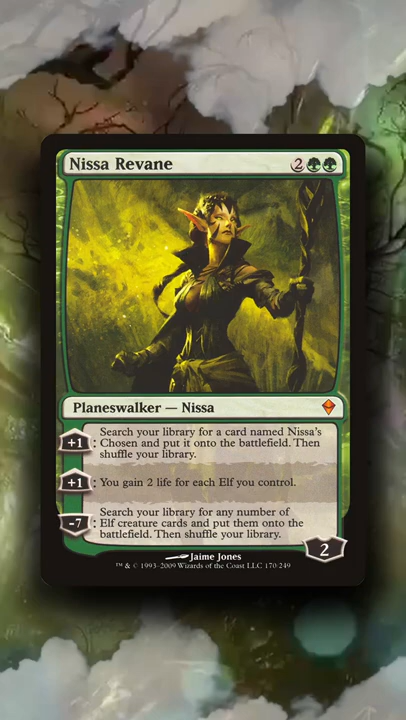 Nissa Revane 2
Planeswalker — Nissa
+1: Search your library for a card named Nissa's
Chosen and put it onto the battlefield. Then
shuffle your library.
+1: You gain 2 life for each Elf you control.
-7: Search your library for any number of
Elf creature cards and put them onto the
battlefield. Then shuffle your library.
2
Jaime Jones
™ & © 1993–2009 Wizards of the Coast LLC 170/249